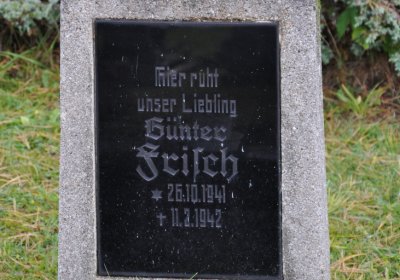 Hier ruht
unser Liebling
Günter
Frisch
* 26.10.1941
✝ 11.3.1942